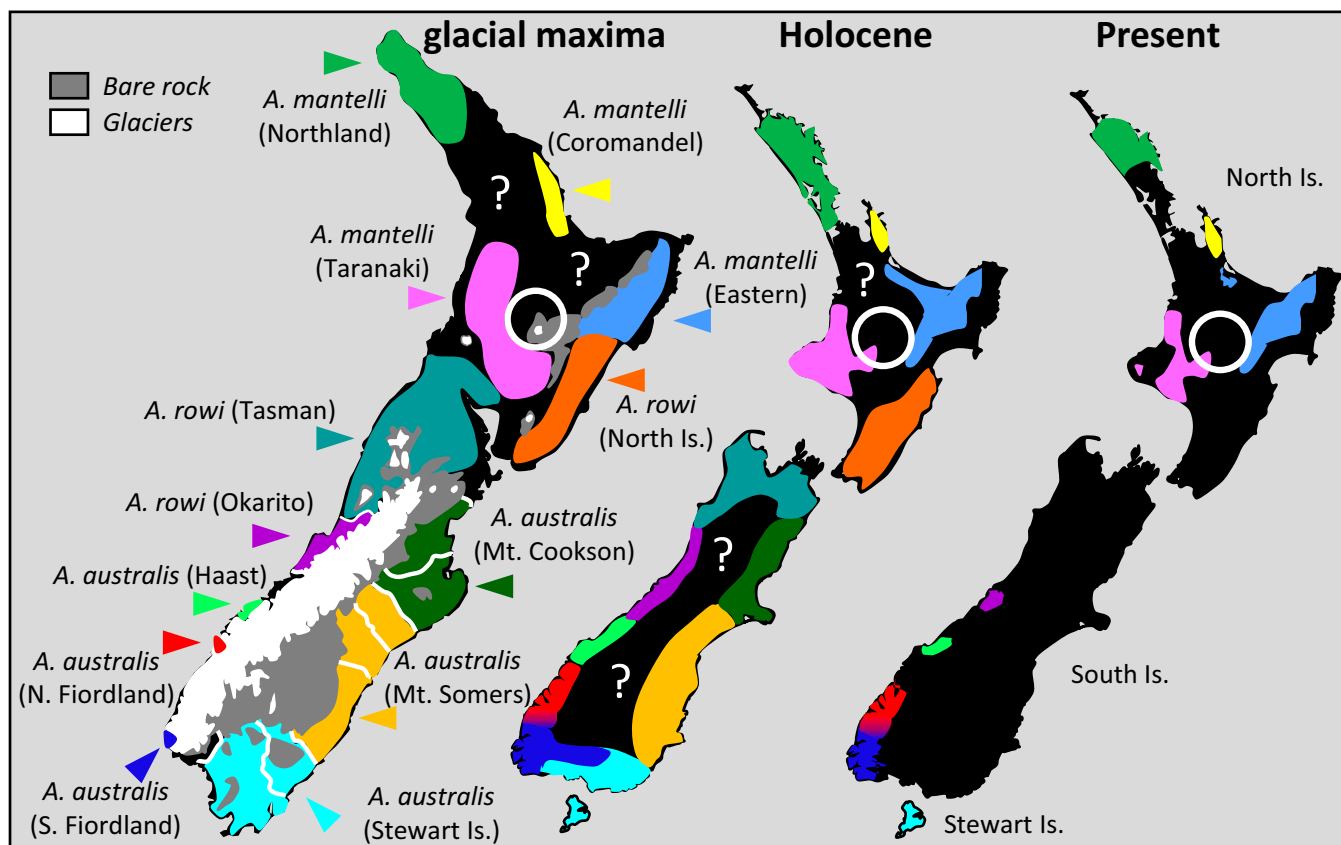 glacial maxima
Holocene
Present
Bare rock
Glaciers
A. mantelli
(Northland)
A. mantelli
(Coromandel)
?
North Is.
A. mantelli
(Taranaki)
?
A. mantelli
(Eastern)
?
A. rowi (Tasman)
A. rowi
(North Is.)
A. rowi (Okarito)
A. australis
(Mt. Cookson)
?
A. australis (Haast)
A. australis
(N. Fiordland)
A. australis
(Mt. Somers)
?
South Is.
A. australis
(S. Fiordland)
A. australis
(Stewart Is.)
Stewart Is.